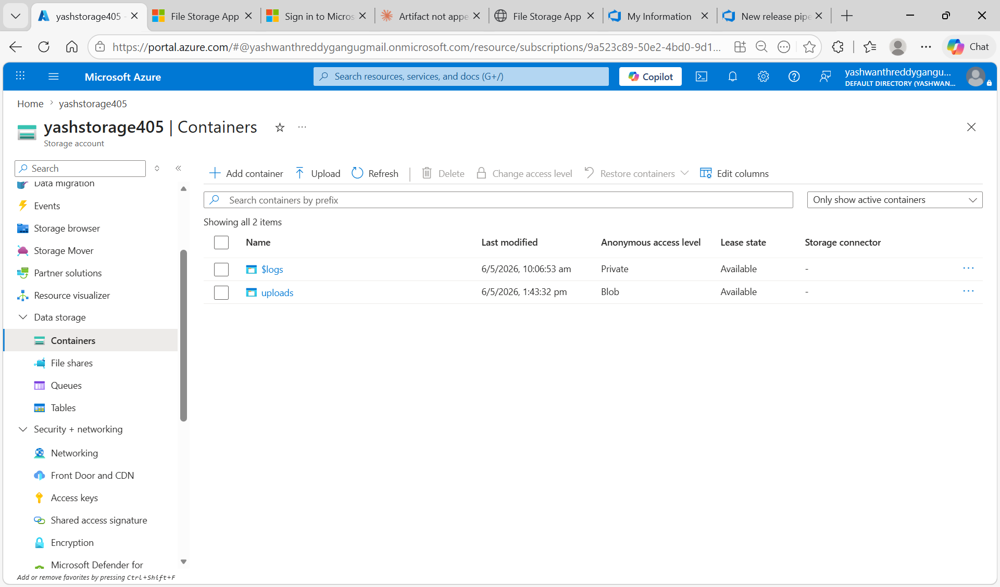 yashstorage405 -
File Storage App
Sign in to Micros
Artifact not appe
File Storage App
My Information
New release pipe
https://portal.azure.com/#@yashwanthreddygangugmail.onmicrosoft.com/resource/subscriptions/9a523c89-50e2-4bd0-9d1...
Chat
Microsoft Azure
Search resources, services, and docs (G+/)
Copilot
yashwanthreddygangu...
DEFAULT DIRECTORY (YASHWAN...
Home > yashstorage405
yashstorage405 | Containers
Storage account
Search
Data migration
Events
Storage browser
Storage Mover
Partner solutions
Resource visualizer
Data storage
Containers
File shares
Queues
Tables
Security + networking
Networking
Front Door and CDN
Access keys
Shared access signature
Encryption
Microsoft Defender for
Add or remove favorites by pressing Ctrl+Shift+F
Add container
Upload
Refresh
Delete
Change access level
Restore containers
Edit columns
Search containers by prefix
Only show active containers
Showing all 2 items
Name Last modified Anonymous access level Lease state Storage connector
$logs 6/5/2026, 10:06:53 am Private Available -
uploads 6/5/2026, 1:43:32 pm Blob Available -